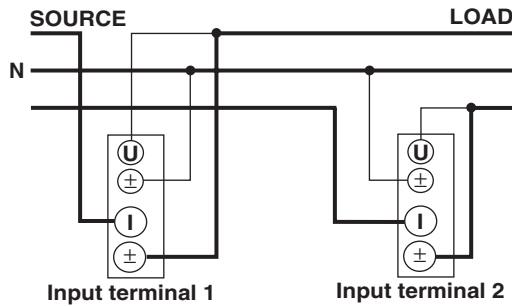 SOURCE LOAD
N
U U
± ±
I I
± ±
Input terminal 1 Input terminal 2